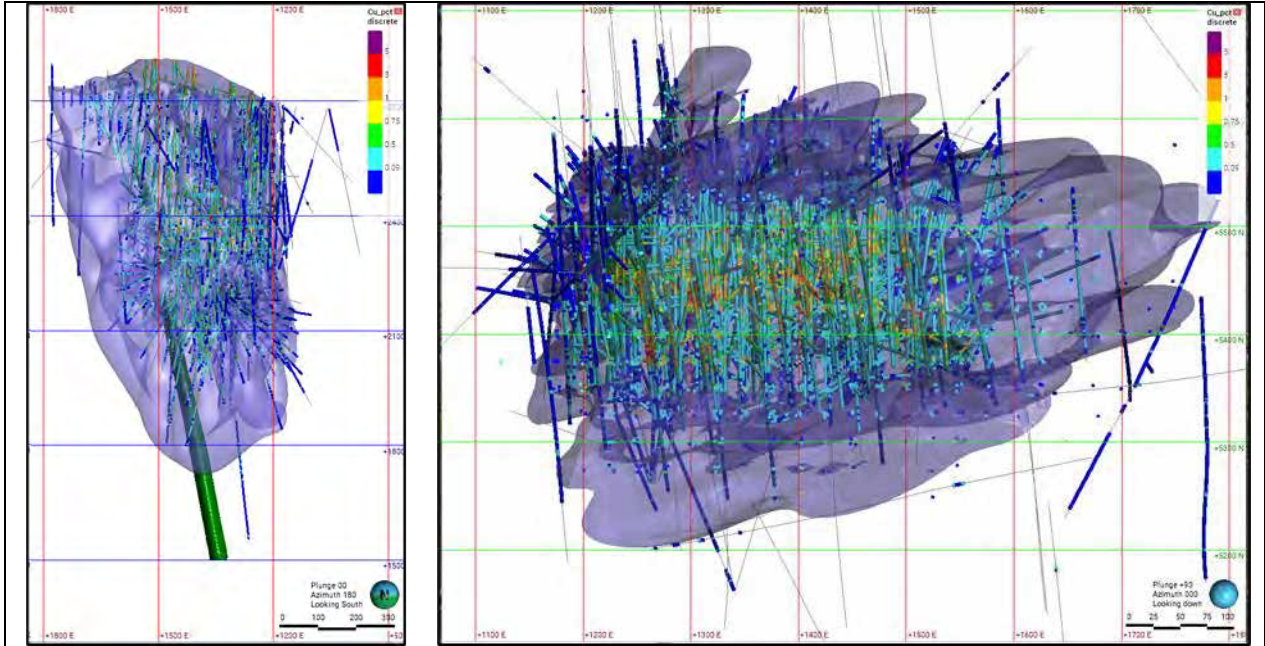 +1800 E
+1500 E
+1200 E
Cu_pct
discrete
5
3
1
0.75
0.5
0.25
+2400
+2100
+1800
+1500
Plunge 00
Azimuth 180
Looking South
0
100
200
300
+1800 E
+1500 E
+1200 E
+1100 E
+1200 E
+1300 E
+1400 E
+1500 E
+1600 E
Cu_pct
discrete
1
0.75
0.5
0.25
+5500 N
+5400 N
+5300 N
+5200 N
Plunge +90
Azimuth 000
Looking down
0
25
50
75
100
+1100 E
+1200 E
+1300 E
+1400 E
+1500 E
+1600 E
+1700 E